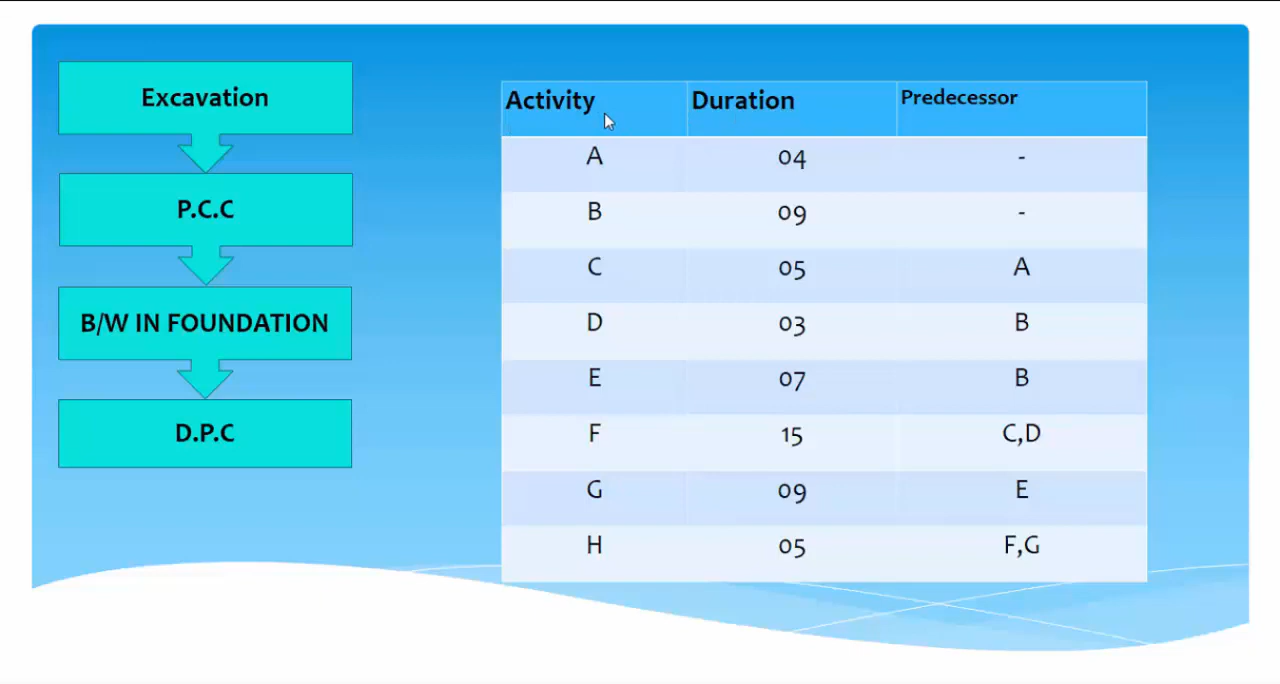 Excavation
P.C.C
B/W IN FOUNDATION
D.P.C
Activity Duration Predecessor
A 04 -
B 09 -
C 05 A
D 03 B
E 07 B
F 15 C,D
G 09 E
H 05 F,G